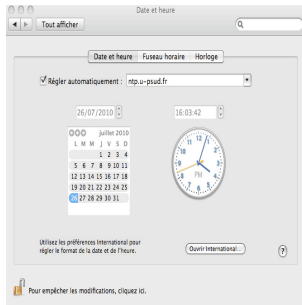 Date et heure
Tout afficher
Date et heure Fuseau horaire Horloge
Régler automatiquement : ntp.u-psud.fr
26/07/2010
16:03:42
juillet 2010
L M M J V S D
1 2 3 4
5 6 7 8 9 10 11
12 13 14 15 16 17 18
19 20 21 22 23 24 25
26 27 28 29 30 31
12
1
2
3
4
5
6
7
8
9
10
11
PM
Utilisez les préférences International pour
régler le format de la date et de l'heure.
Ouvrir International...
?
Pour empêcher les modifications, cliquez ici.